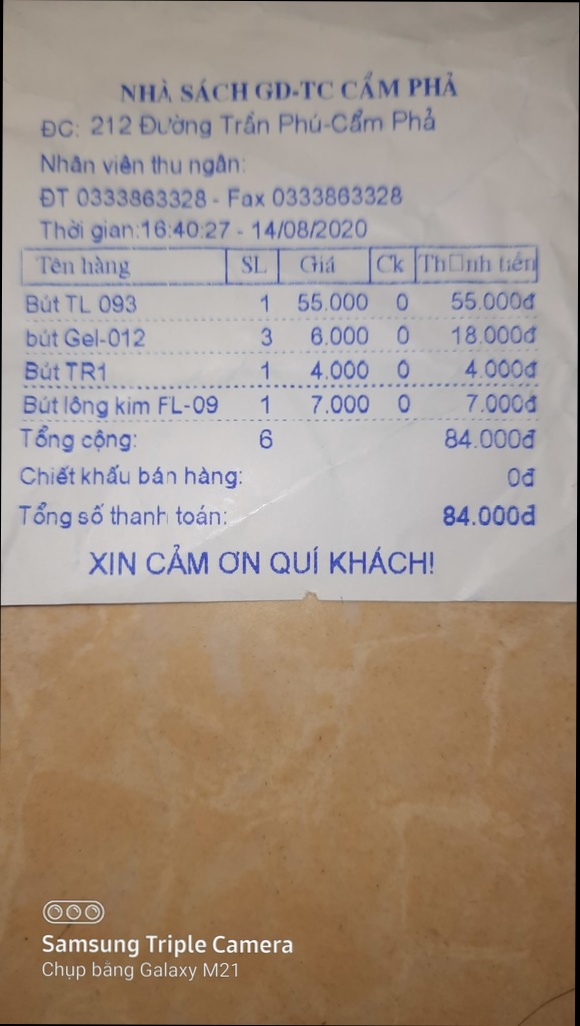 NHÀ SÁCH GD-TC CẨM PHẢ
ĐC: 212 Đường Trần Phú-Cẩm Phả
Nhân viên thu ngân:
ĐT 0333863328 - Fax 0333863328
Thời gian:16:40:27 - 14/08/2020
Tên hàng SL Giá Ck Th□nh tiền
Bút TL 093 1 55.000 0 55.000đ
bút Gel-012 3 6.000 0 18.000đ
Bút TR1 1 4.000 0 4.000đ
Bút lông kim FL-09 1 7.000 0 7.000đ
Tổng cộng: 6 84.000đ
Chiết khấu bán hàng: 0đ
Tổng số thanh toán: 84.000đ
XIN CẢM ƠN QUÍ KHÁCH!
Samsung Triple Camera
Chụp bằng Galaxy M21